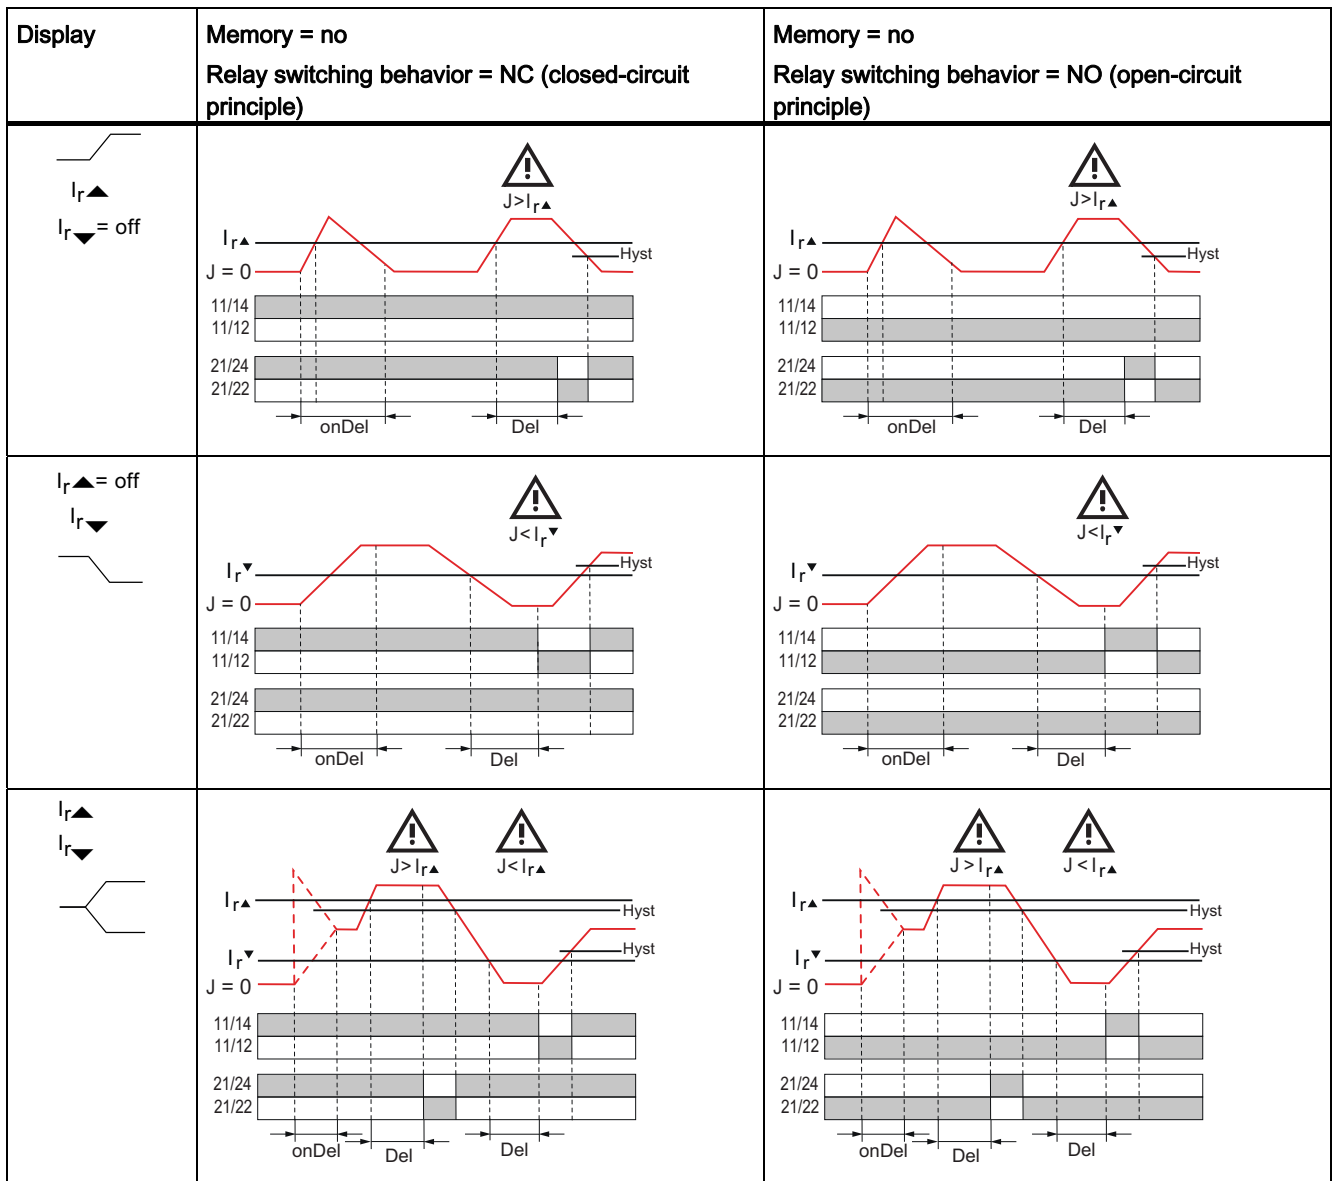 Display
Memory = no
Relay switching behavior = NC (closed-circuit
principle)
Memory = no
Relay switching behavior = NO (open-circuit
principle)
Ir▲
Ir▼= off
J>Ir▲
Ir▲
Hyst
J = 0
11/14
11/12
21/24
21/22
onDel
Del
J>Ir▲
Ir▲
Hyst
J = 0
11/14
11/12
21/24
21/22
onDel
Del
Ir▲= off
Ir▼
J<Ir▼
Hyst
Ir▼
J = 0
11/14
11/12
21/24
21/22
onDel
Del
J<Ir▼
Hyst
Ir▼
J = 0
11/14
11/12
21/24
21/22
onDel
Del
Ir▲
Ir▼
J>Ir▲
J<Ir▲
Ir▲
Hyst
Hyst
Ir▼
J = 0
11/14
11/12
21/24
21/22
onDel
Del
Del
J >Ir▲
J <Ir▲
Ir▲
Hyst
Hyst
Ir▼
J = 0
11/14
11/12
21/24
21/22
onDel
Del
Del